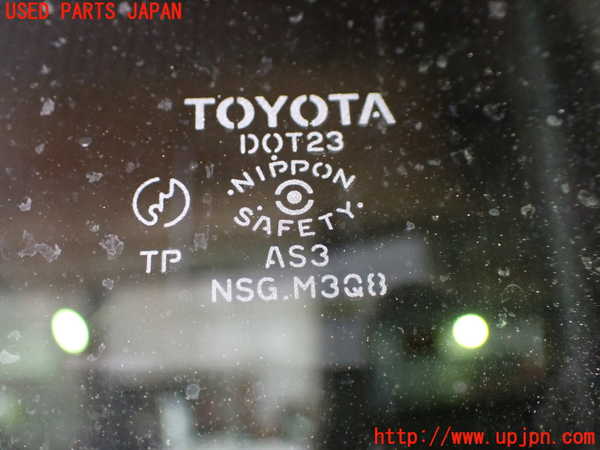 USED PARTS JAPAN
TOYOTA
DOT23
·NIPPON·
SAFETY
TP
AS3
NSG.M3Q8
http://www.upjpn.com/